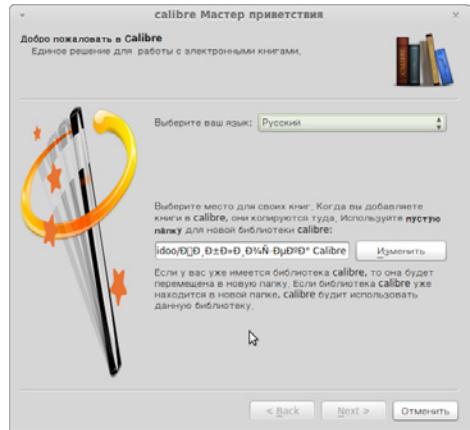 calibre Мастер приветствия
Добро пожаловать в Calibre
Единое решение для работы с электронными книгами.
Выберите ваш язык: Русский
Выберите место для своих книг. Когда вы добавляете
книги в calibre, они копируются туда. Используйте пустую
папку для новой библиотеки calibre:
Calibre Изменить
Если у вас уже имеется библиотека calibre, то она будет
перемещена в новую папку. Если библиотека calibre уже
находится в новой папке, calibre будит использовать
данную библиотеку.
< Back Next > Отменить